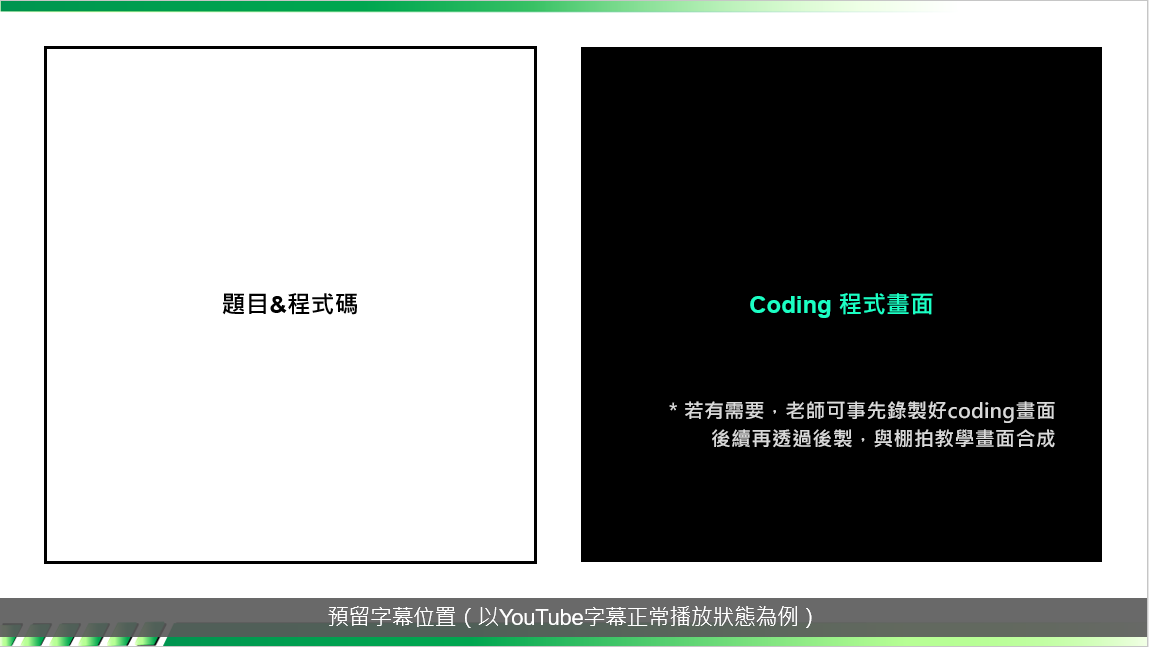 題目&程式碼
Coding 程式畫面
* 若有需要，老師可事先錄製好coding畫面
後續再透過後製，與棚拍教學畫面合成
預留字幕位置（以YouTube字幕正常播放狀態為例）